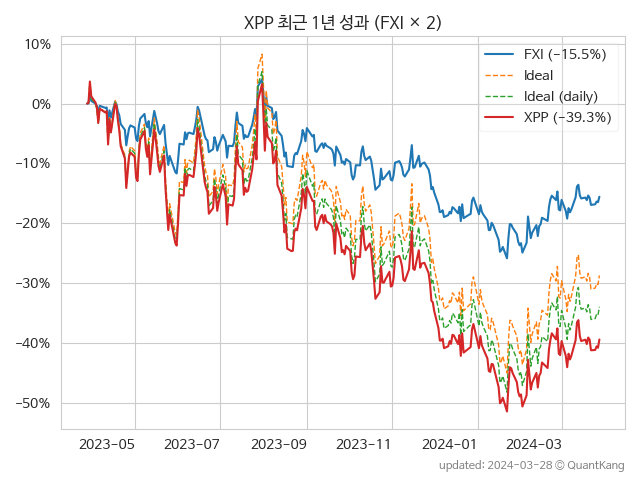 XPP 최근 1년 성과 (FXI × 2)
10%
0%
−10%
−20%
−30%
−40%
−50%
FXI (−15.5%)
Ideal
Ideal (daily)
XPP (−39.3%)
2023-05 2023-07 2023-09 2023-11 2024-01 2024-03
updated: 2024-03-28 © QuantKang